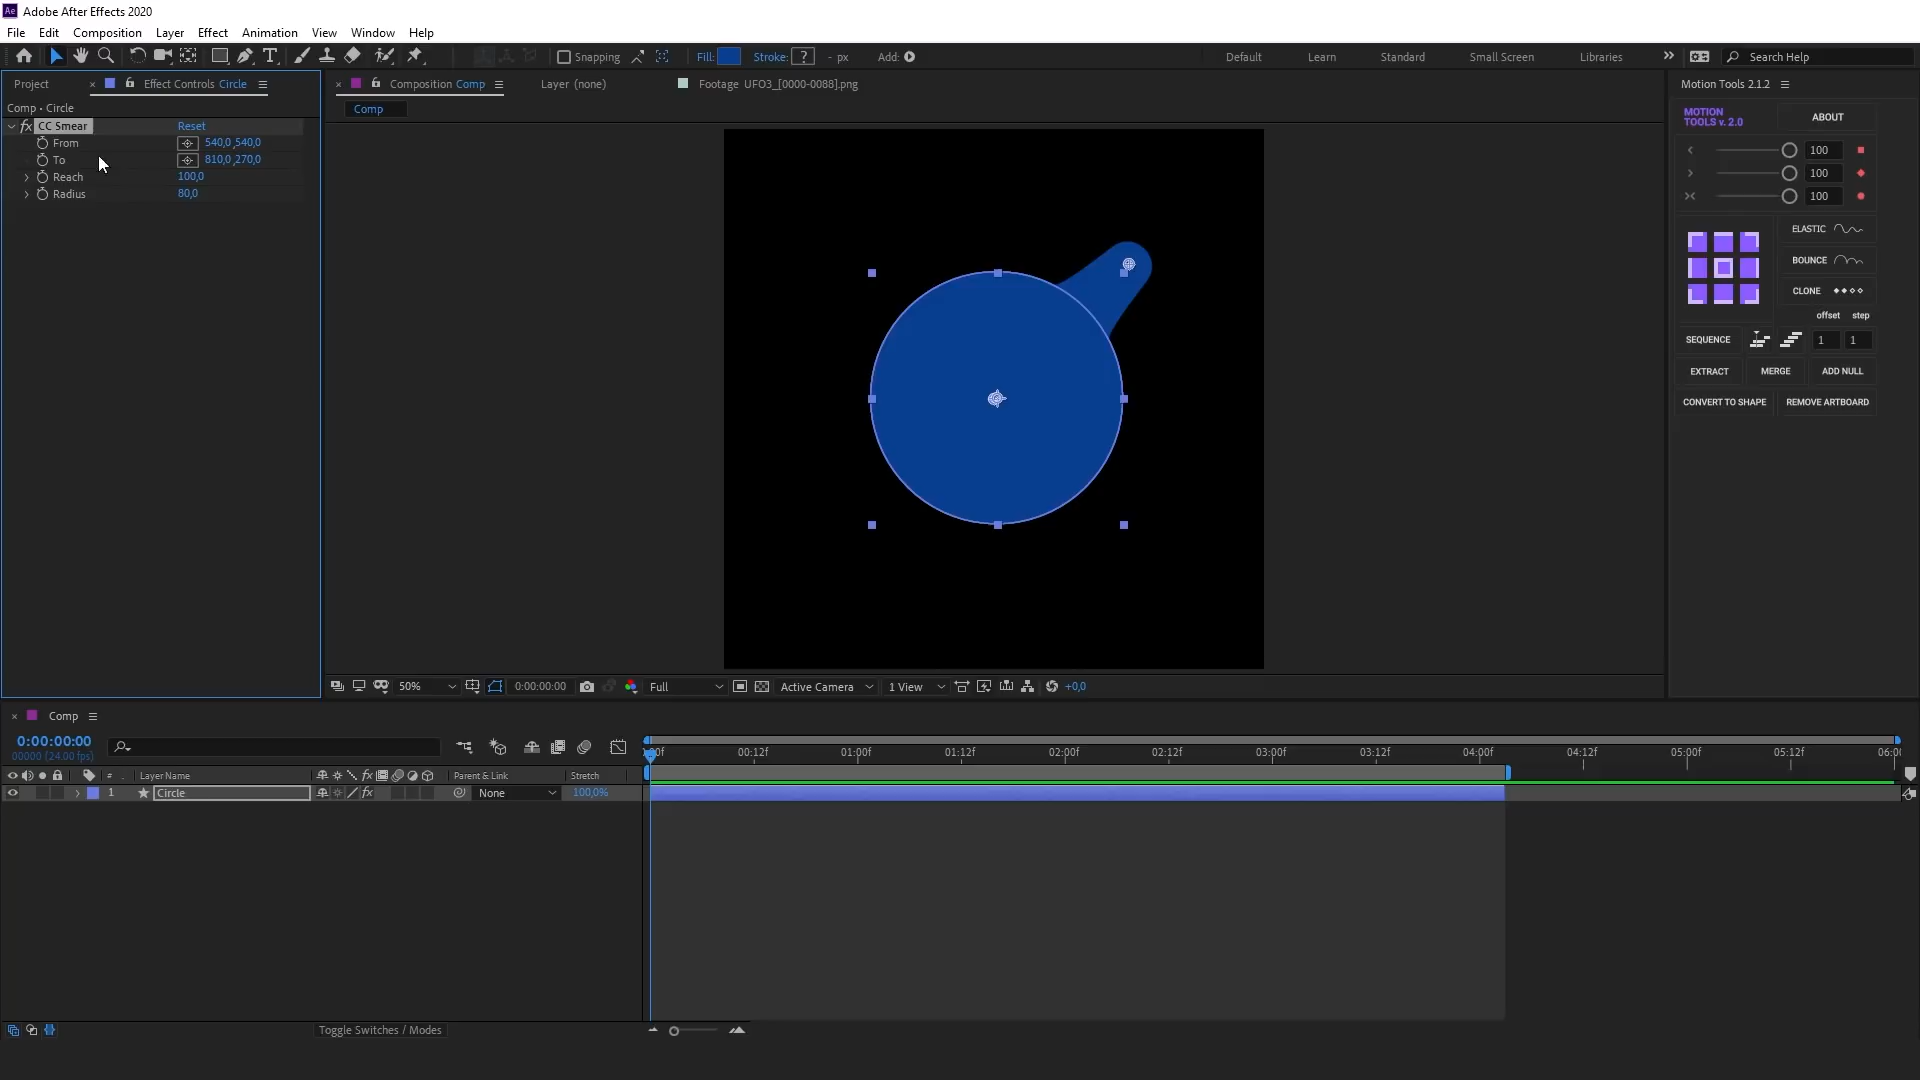 Ae Adobe After Effects 2020
File Edit Composition Layer Effect Animation View Window Help
Snapping Fill: Stroke: ? - px Add: Default Learn Standard Small Screen Libraries Search Help
Project Effect Controls Circle Composition Comp Layer (none) Footage UFO3_[0000-0088].png Motion Tools 2.1.2
Comp • Circle
Comp
fx CC Smear Reset
From 540,0,540,0
To 810,0,270,0
Reach 100,0
Radius 80,0
MOTION TOOLS v. 2.0 ABOUT
100
100
100
ELASTIC
BOUNCE
CLONE
offset step
SEQUENCE 1 1
EXTRACT MERGE ADD NULL
CONVERT TO SHAPE REMOVE ARTBOARD
50% 0:00:00:00 Full Active Camera 1 View +0,0
Comp
0:00:00:00
00000 (24.00 fps)
00:12f 01:00f 01:12f 02:00f 02:12f 03:00f 03:12f 04:00f 04:12f 05:00f 05:12f
# Layer Name fx Parent & Link Stretch
1 Circle fx None 100,0%
Toggle Switches / Modes